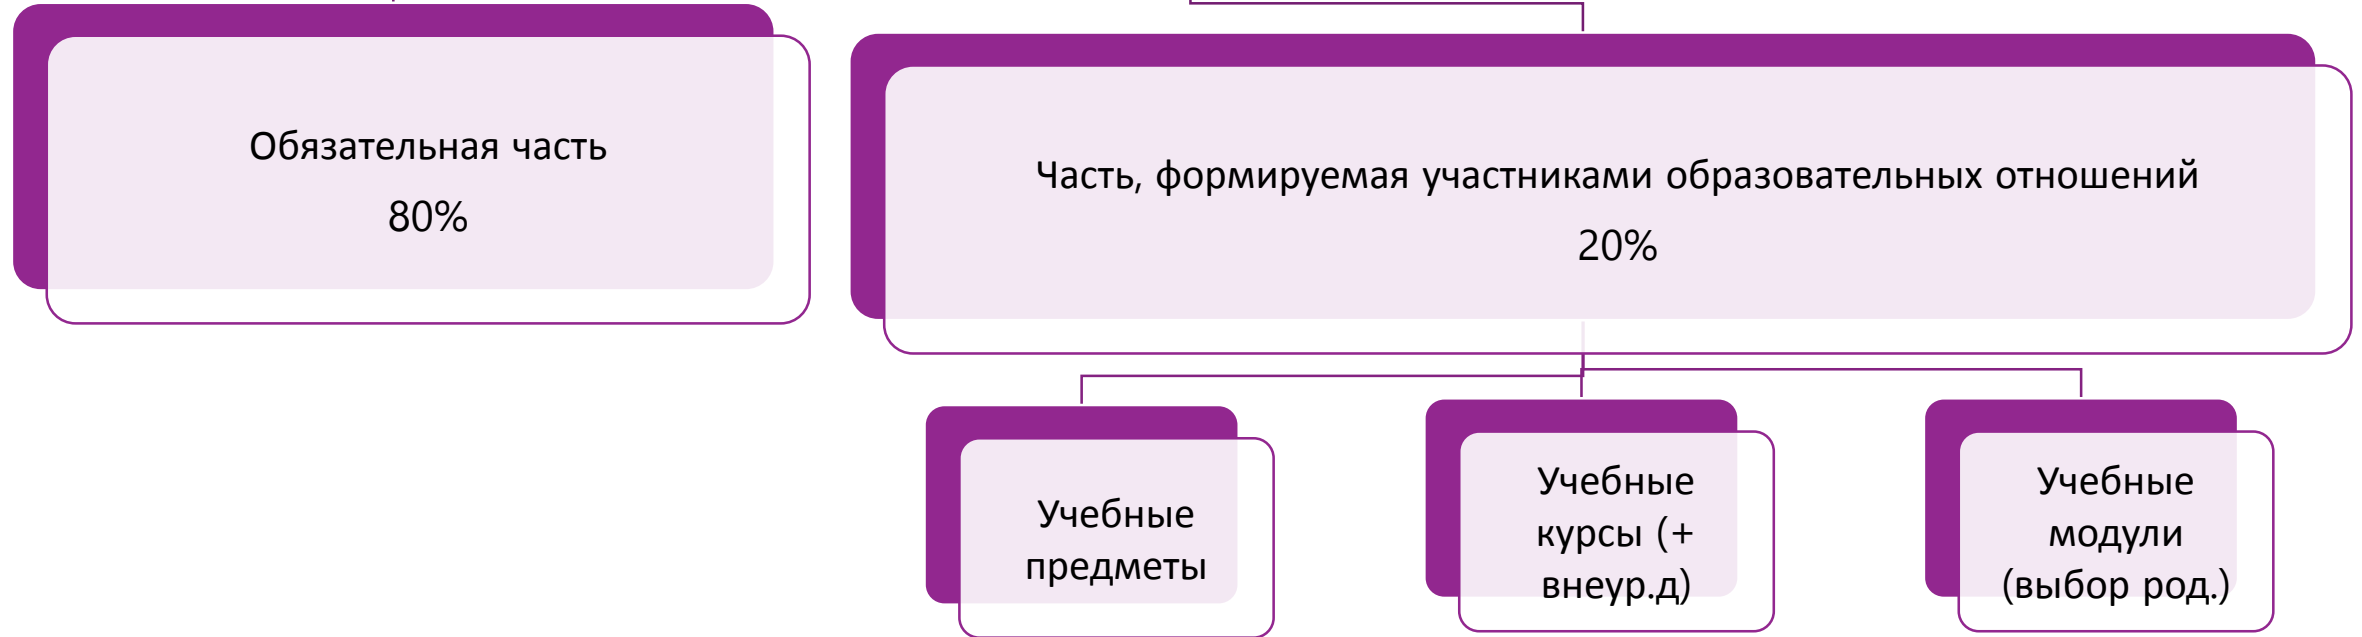 Обязательная часть
80%
Часть, формируемая участниками образовательных отношений
20%
Учебные
предметы
Учебные
курсы (+
внеур.д)
Учебные
модули
(выбор род.)